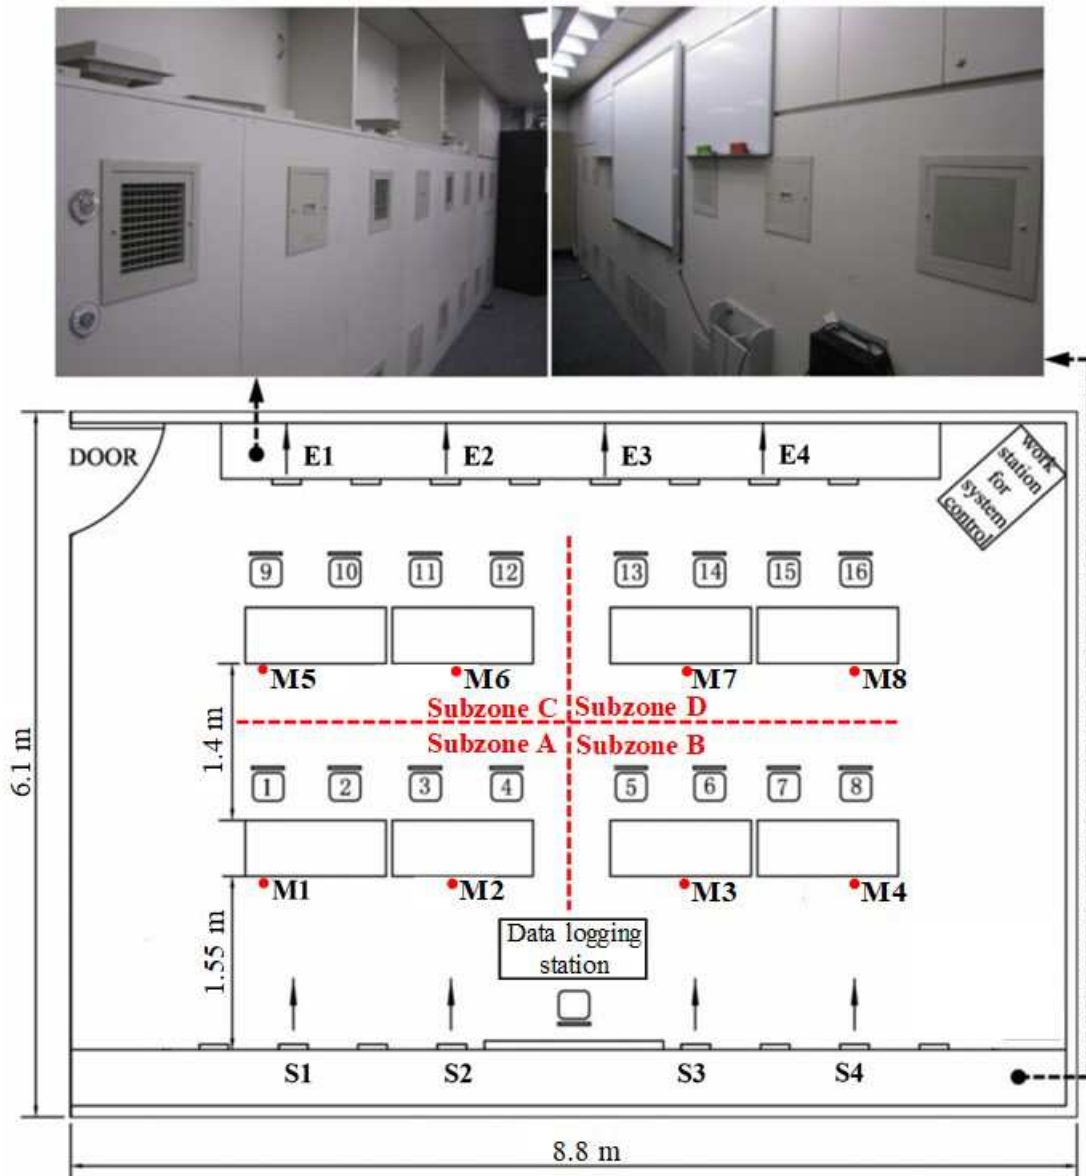 DOOR
E1
E2
E3
E4
work
station
for
system
control
9
10
11
12
13
14
15
16
M5
M6
M7
M8
Subzone C
Subzone D
Subzone A
Subzone B
6.1 m
1.4 m
1
2
3
4
5
6
7
8
M1
M2
M3
M4
1.55 m
Data logging
station
S1
S2
S3
S4
8.8 m